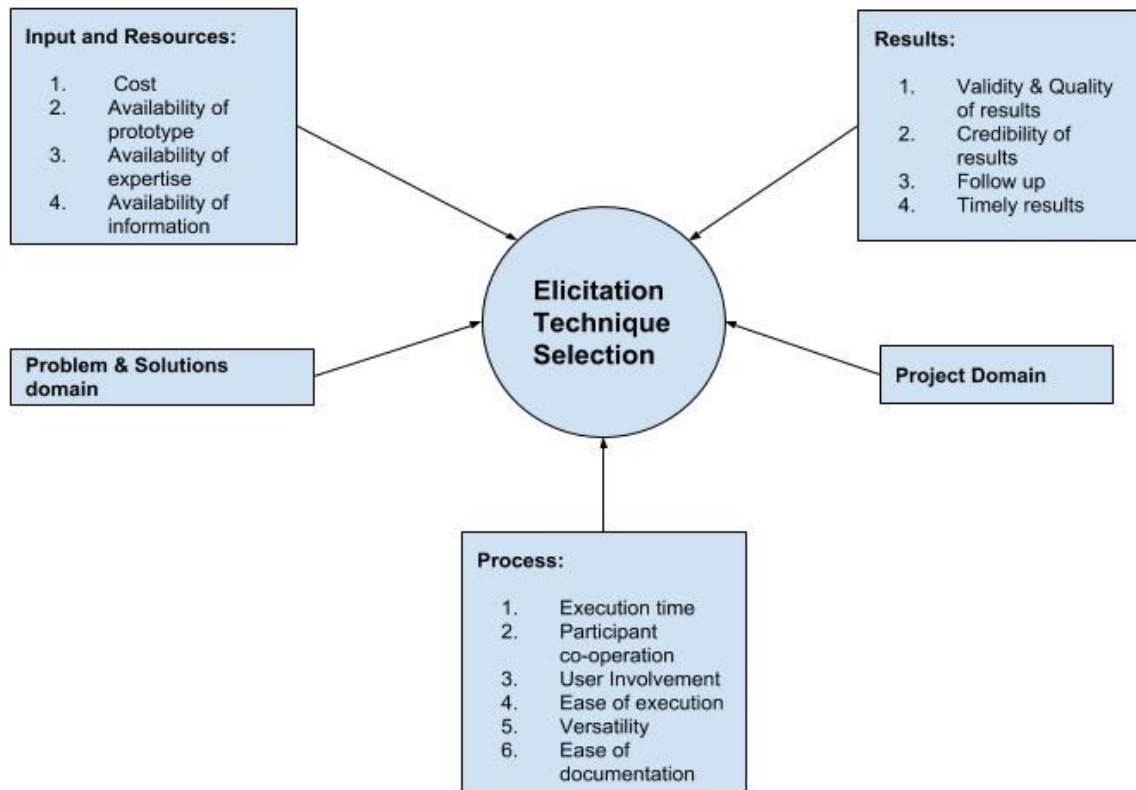 Input and Resources:
1. Cost
2. Availability of
prototype
3. Availability of
expertise
4. Availability of
information
Results:
1. Validity & Quality
of results
2. Credibility of
results
3. Follow up
4. Timely results
Elicitation
Technique
Selection
Problem & Solutions
domain
Project Domain
Process:
1. Execution time
2. Participant
co-operation
3. User Involvement
4. Ease of execution
5. Versatility
6. Ease of
documentation